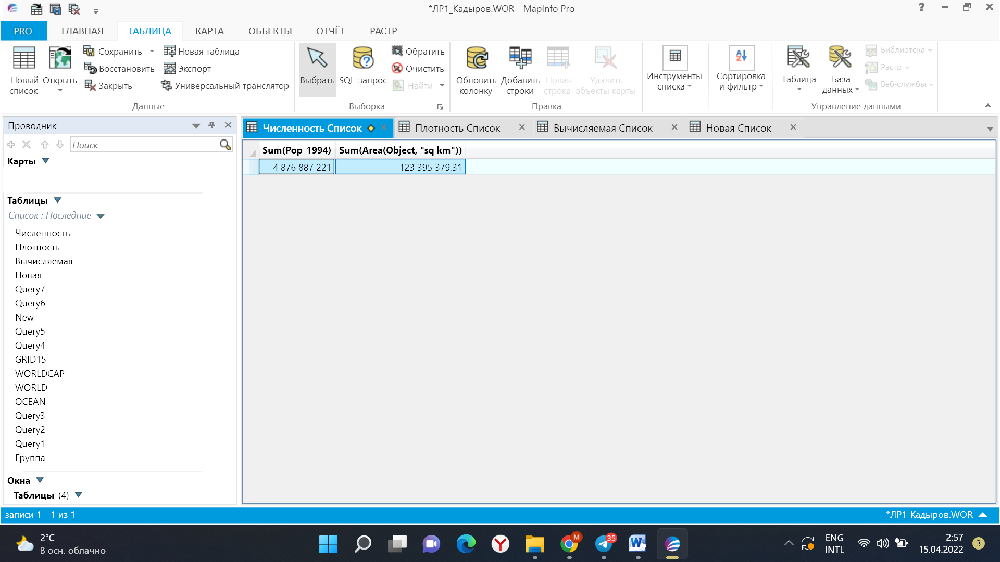 *ЛР1_Кадыров.WOR - MapInfo Pro
PRO ГЛАВНАЯ ТАБЛИЦА КАРТА ОБЪЕКТЫ ОТЧЁТ РАСТР
Новый список
Открыть
Сохранить
Восстановить
Закрыть
Новая таблица
Экспорт
Универсальный транслятор
Данные
Выбрать
SQL-запрос
Обратить
Очистить
Найти
Выборка
Обновить колонку
Добавить строки
Новая строка
Удалить объекты карты
Правка
Инструменты списка
Сортировка и фильтр
Таблица
База данных
Библиотека
Растр
Веб-службы
Управление данными
Проводник
Поиск
Карты
Таблицы
Список : Последние
Численность
Плотность
Вычисляемая
Новая
Query7
Query6
New
Query5
Query4
GRID15
WORLDCAP
WORLD
OCEAN
Query3
Query2
Query1
Группа
Окна
Таблицы (4)
Численность Список Плотность Список Вычисляемая Список Новая Список
Sum(Pop_1994) Sum(Area(Object, "sq km"))
4 876 887 221 123 395 379,31
записи 1 - 1 из 1 *ЛР1_Кадыров.WOR
2°C
В осн. облачно
M
35
ENG
INTL
2:57
15.04.2022
3